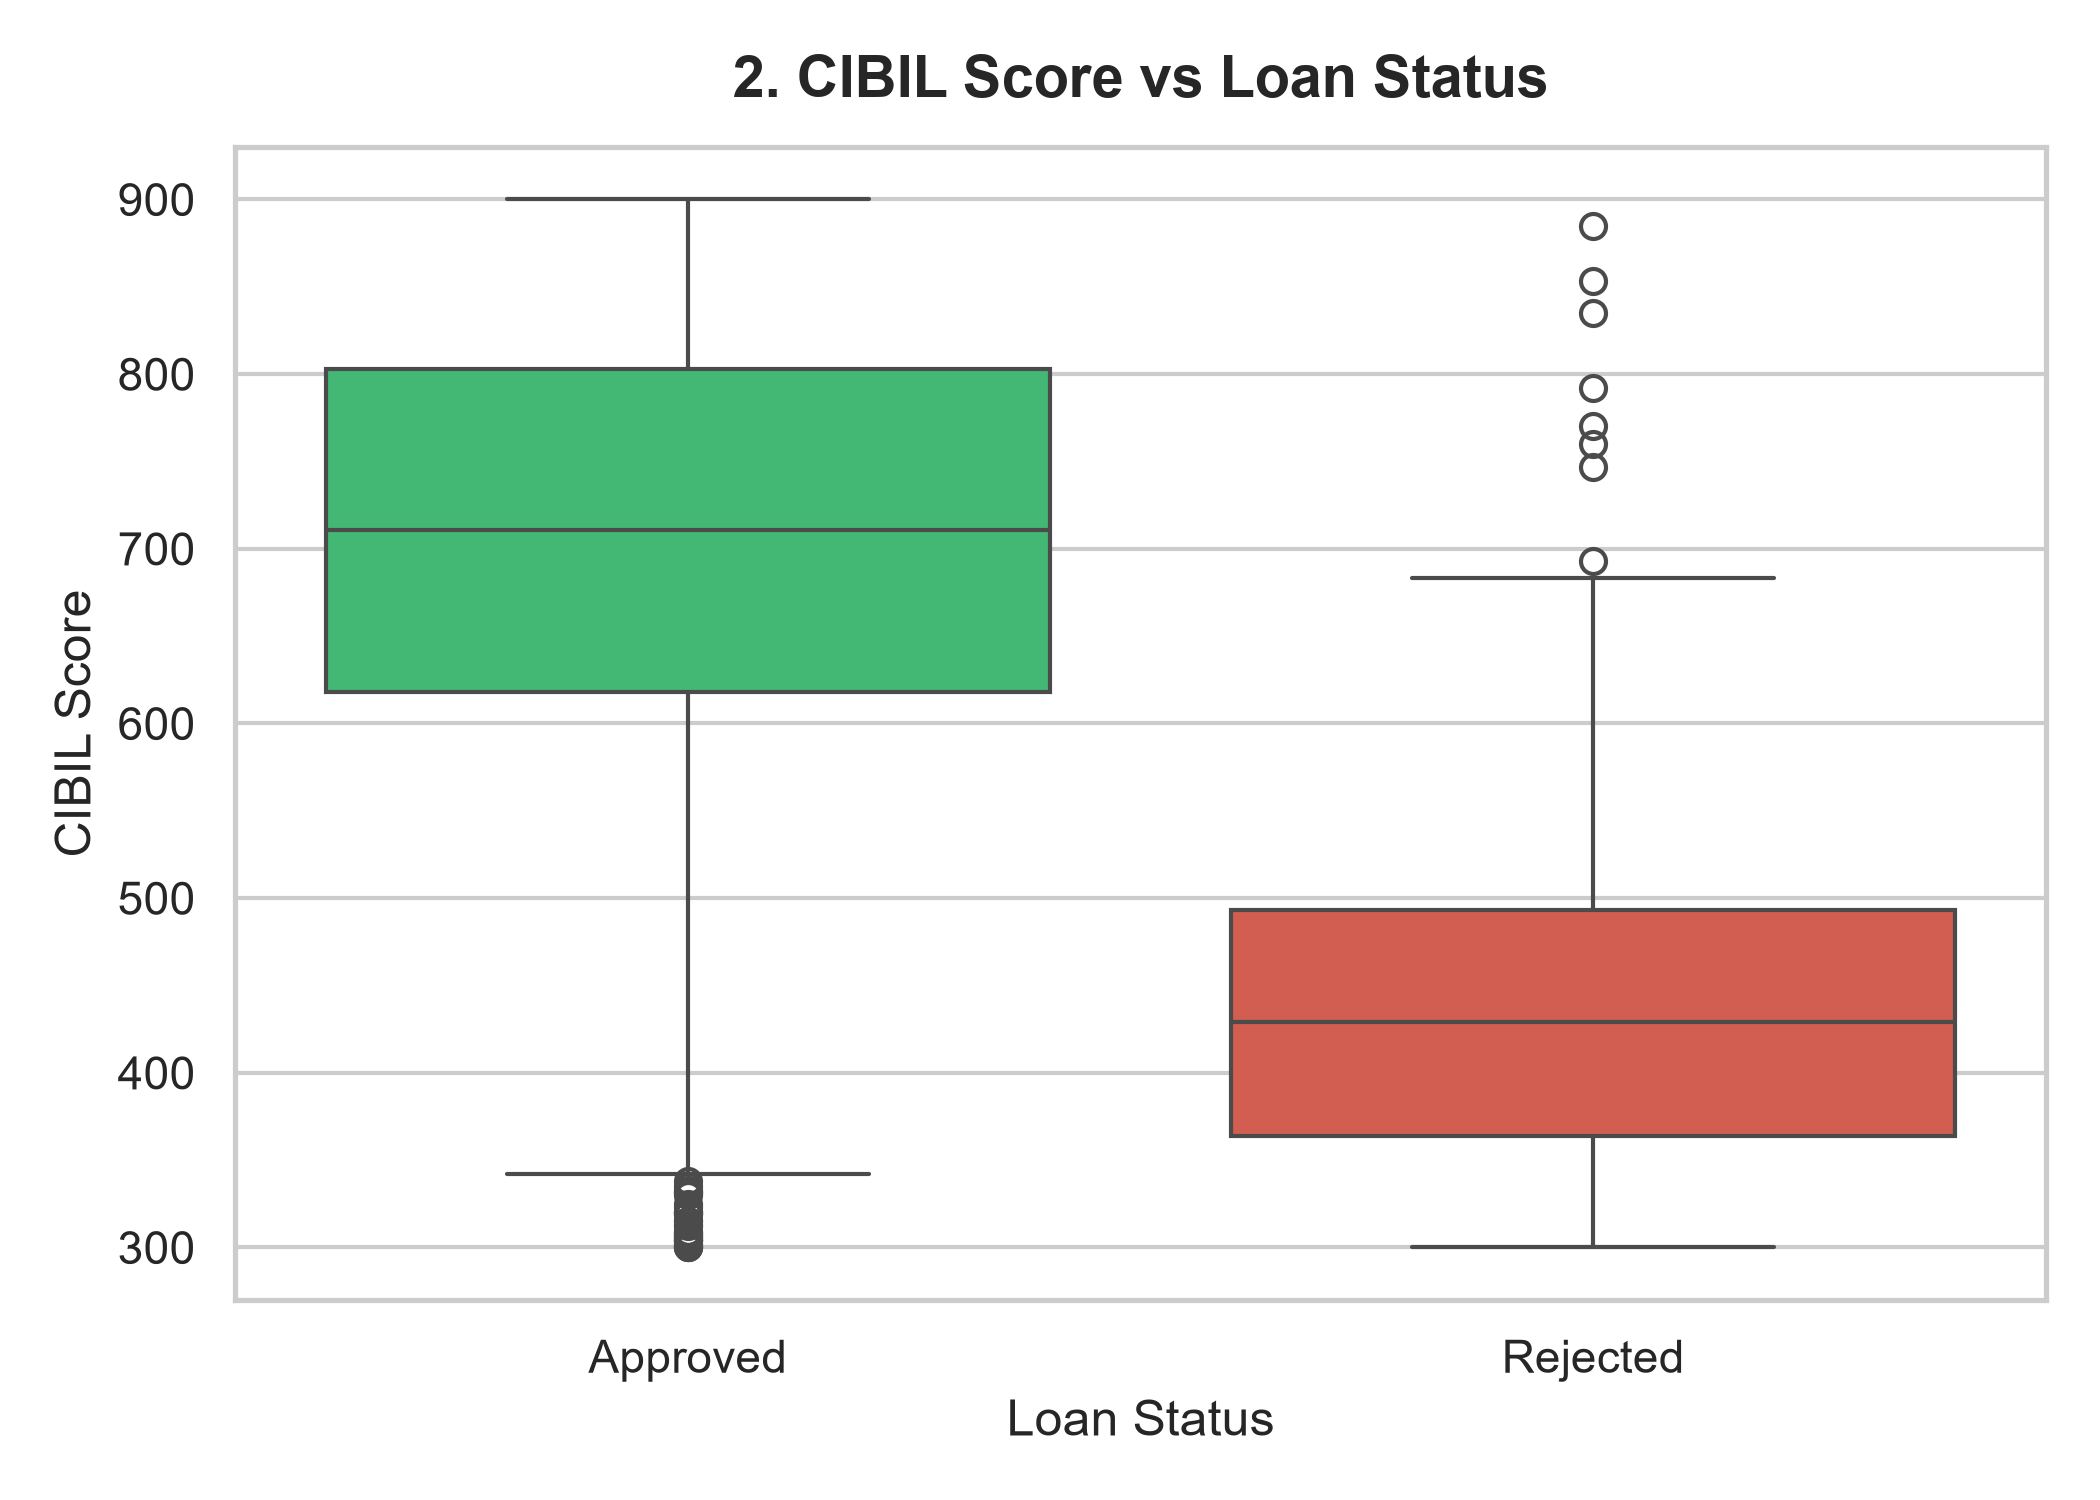 2. CIBIL Score vs Loan Status
CIBIL Score
900
800
700
600
500
400
300
Approved
Rejected
Loan Status